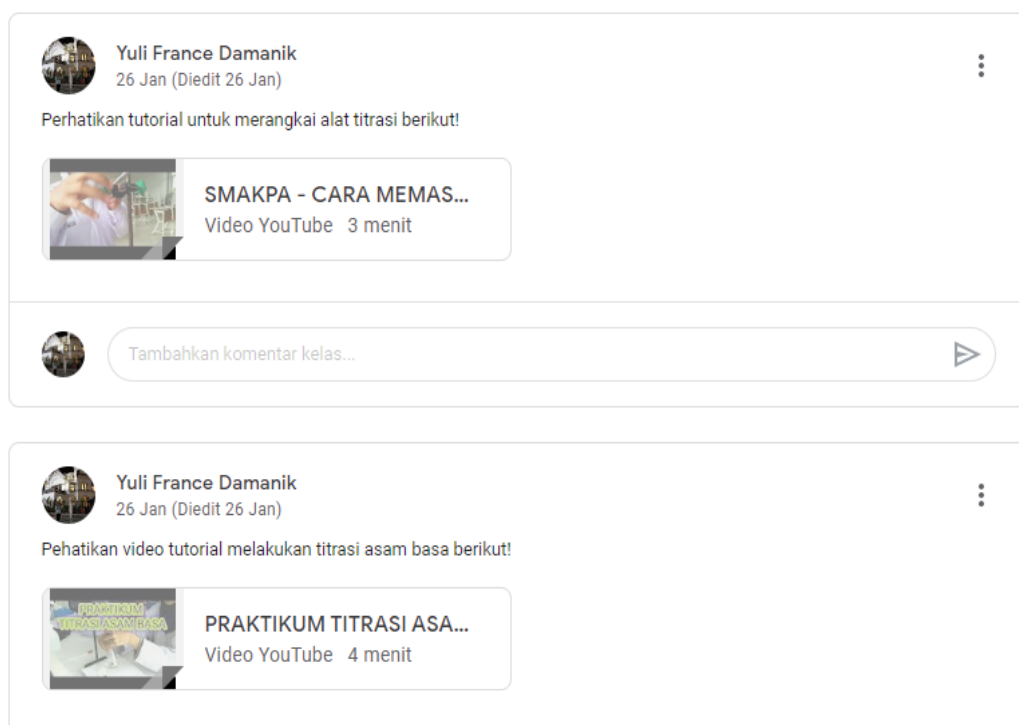 Yuli France Damanik
26 Jan (Diedit 26 Jan)
Perhatikan tutorial untuk merangkai alat titrasi berikut!
SMAKPA - CARA MEMAS...
Video YouTube 3 menit
Tambahkan komentar kelas...
Yuli France Damanik
26 Jan (Diedit 26 Jan)
Pehatikan video tutorial melakukan titrasi asam basa berikut!
PRAKTIKUM
TITRASI ASAM BASA
PRAKTIKUM TITRASI ASA...
Video YouTube 4 menit